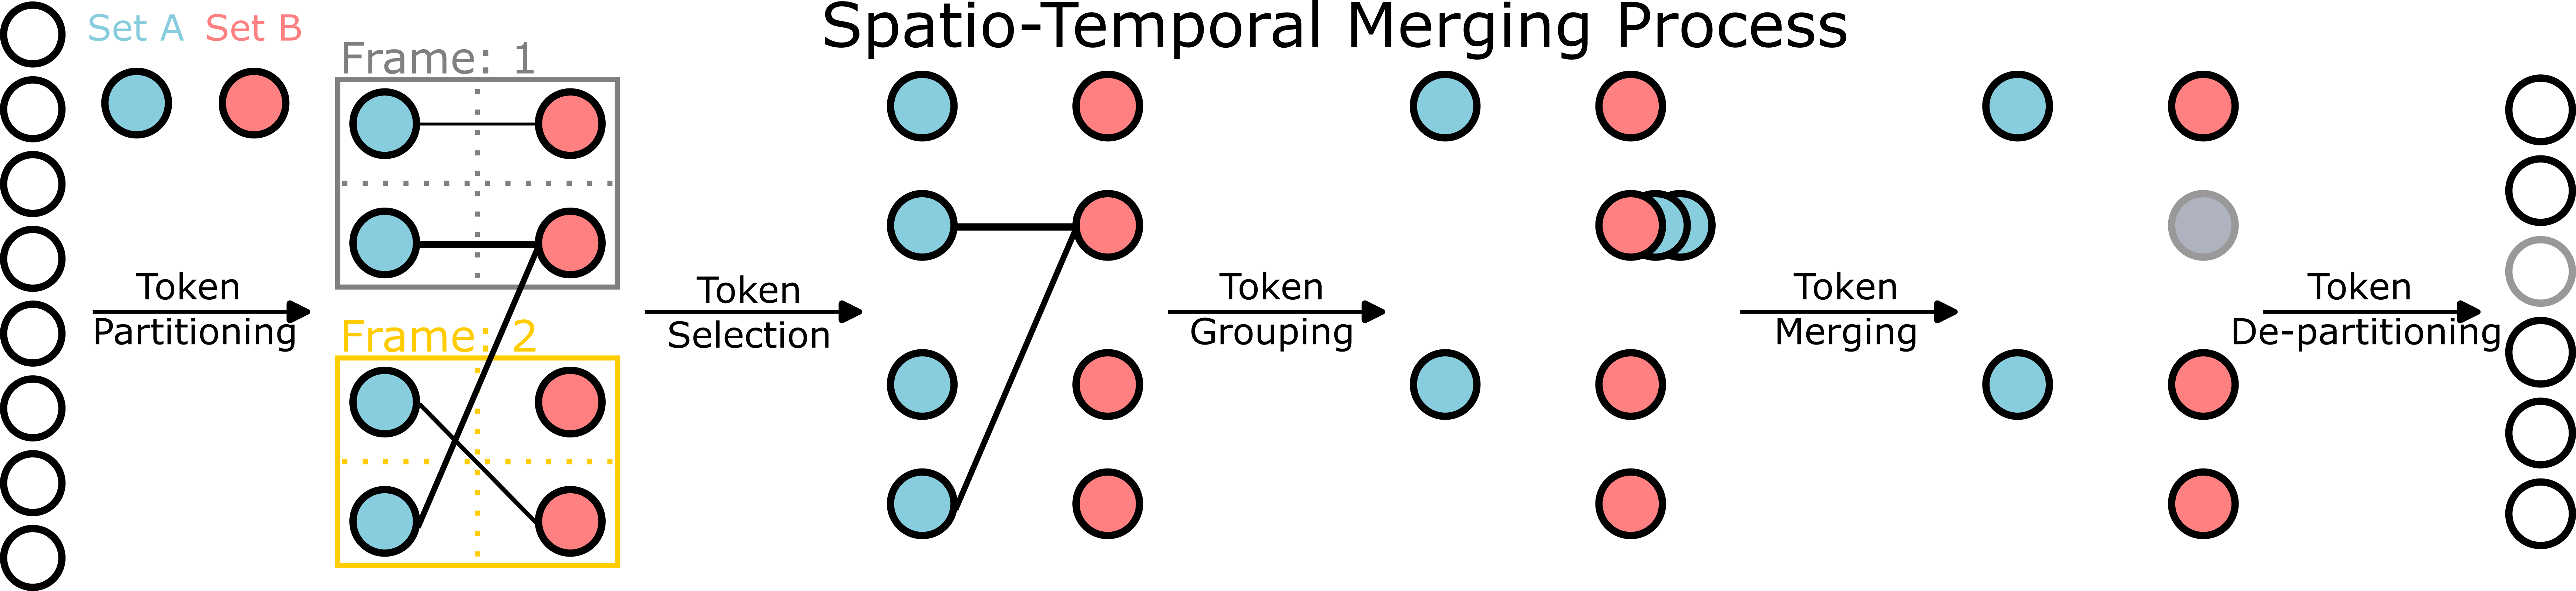 Spatio-Temporal Merging Process
Set A
Set B
Frame: 1
Frame: 2
Token
Partitioning
Token
Selection
Token
Grouping
Token
Merging
Token
De-partitioning